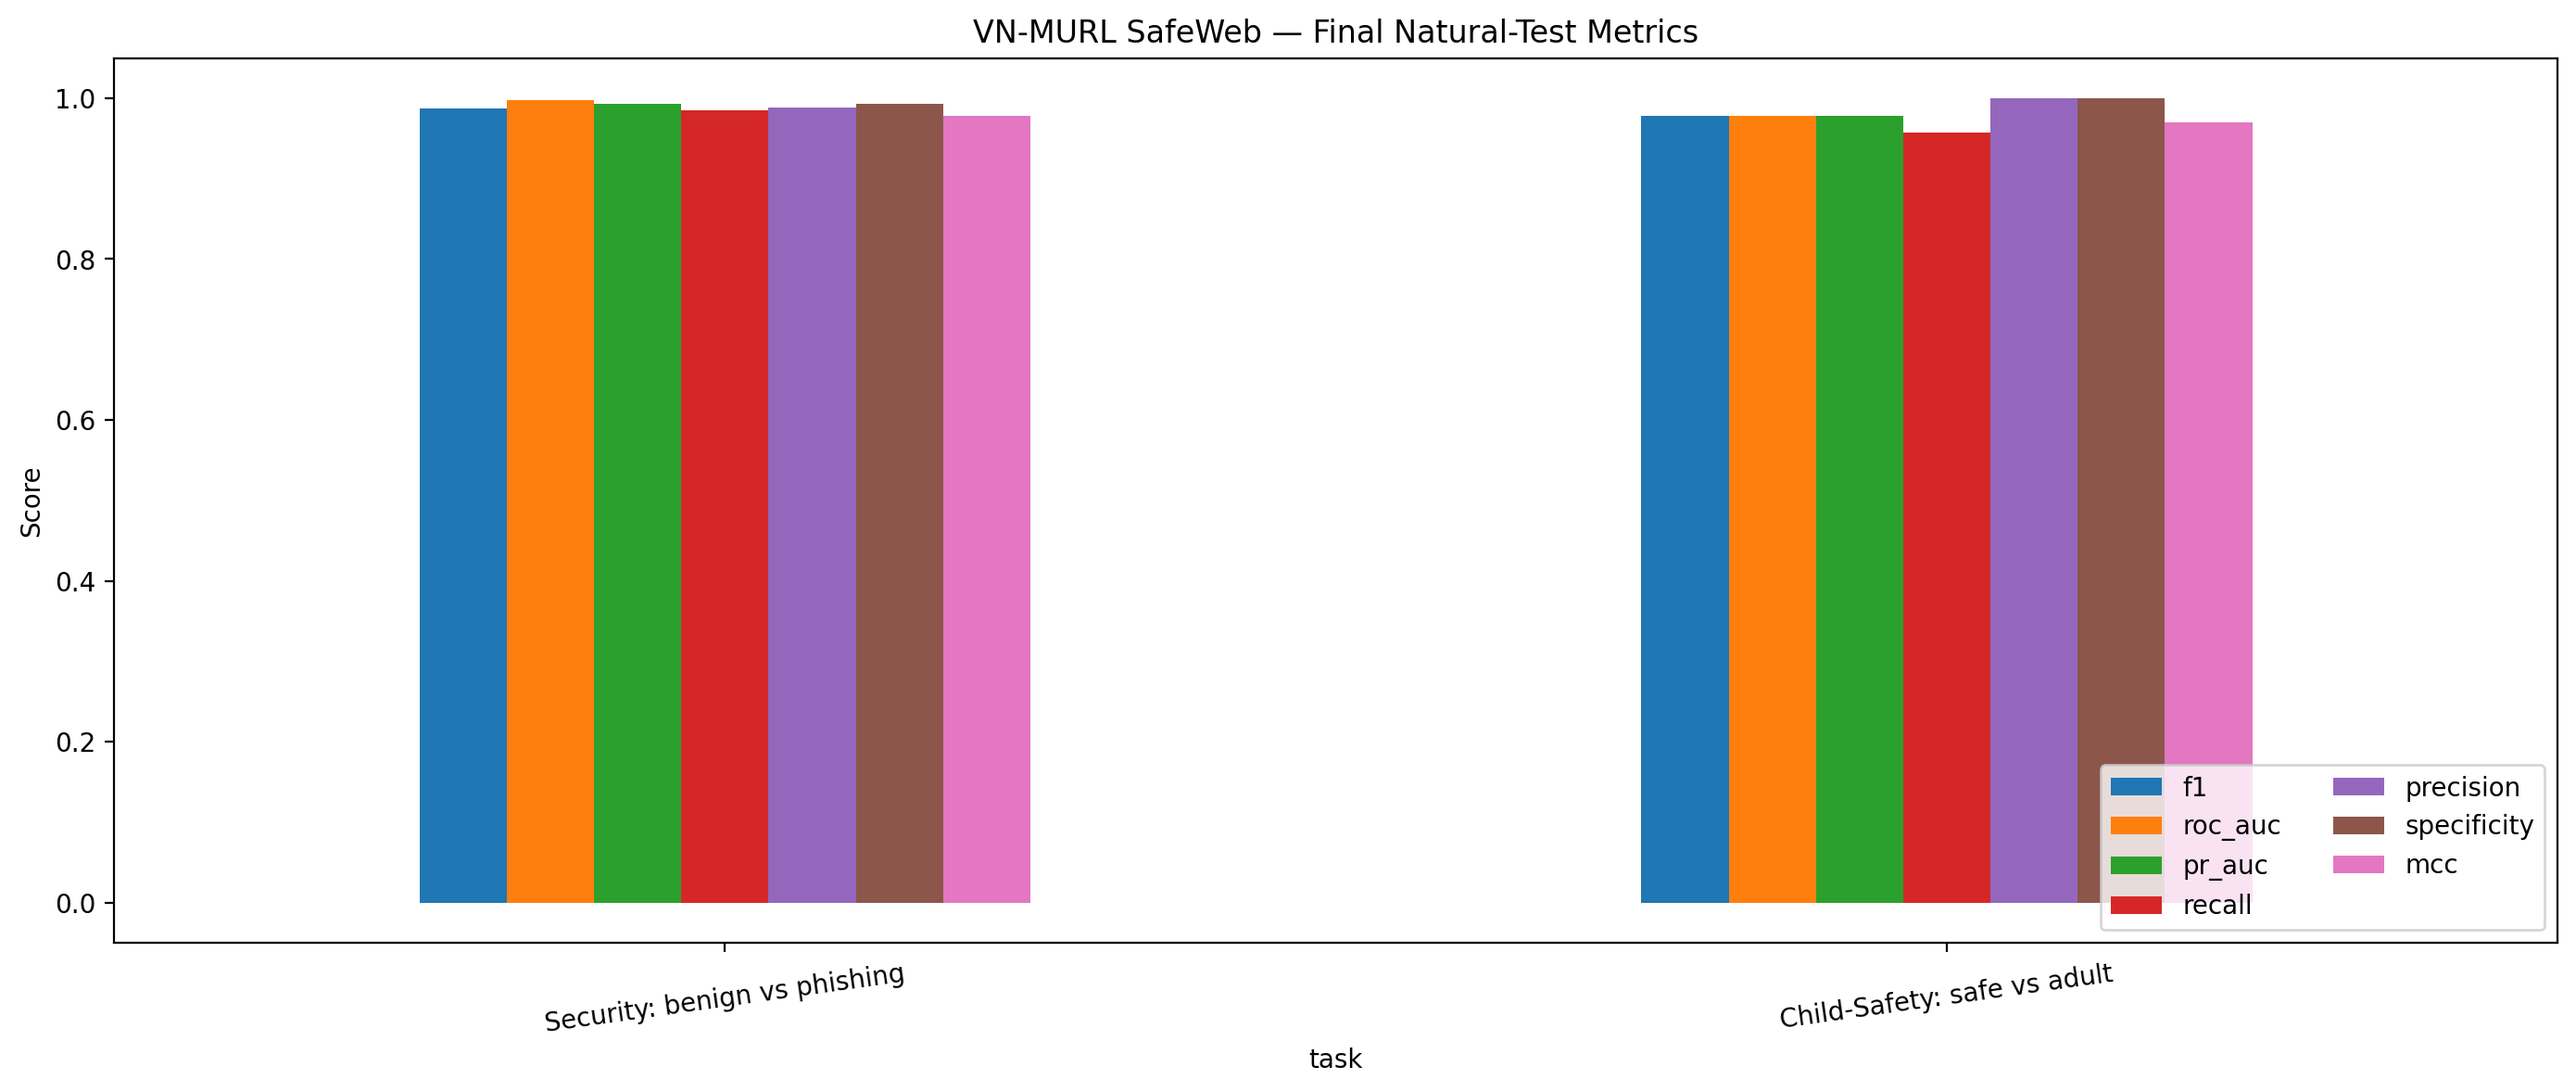 VN-MURL SafeWeb — Final Natural-Test Metrics
1.0
0.8
0.6
0.4
0.2
0.0
Score
Security: benign vs phishing
Child-Safety: safe vs adult
task
f1
roc_auc
pr_auc
recall
precision
specificity
mcc